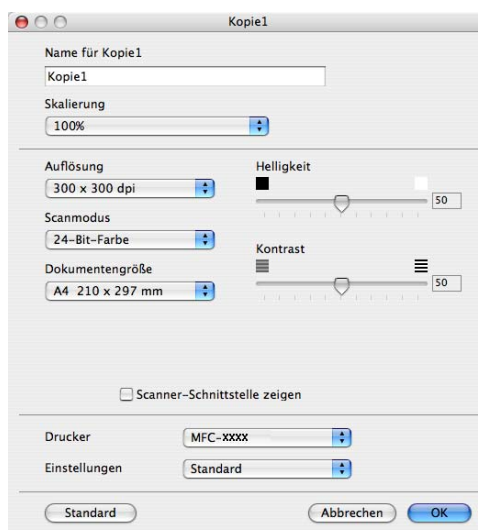 Kopie1
Name für Kopie1
Kopie1
Skalierung
100%
Auflösung
300 x 300 dpi
Scanmodus
24-Bit-Farbe
Dokumentengröße
A4 210 x 297 mm
Helligkeit
50
Kontrast
50
Scanner-Schnittstelle zeigen
Drucker
MFC-XXXX
Einstellungen
Standard
Standard
Abbrechen
OK